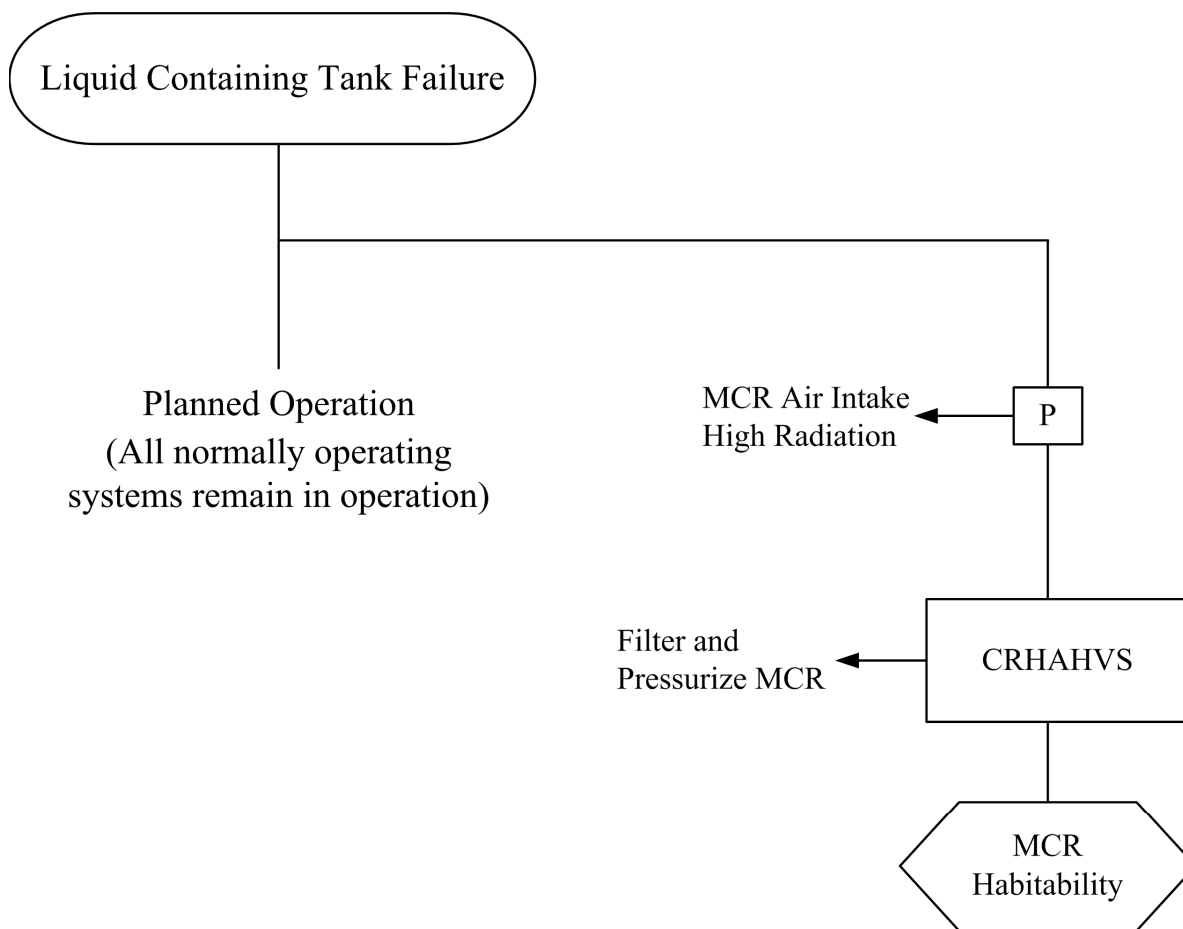 Liquid Containing Tank Failure
Planned Operation
(All normally operating
systems remain in operation)
MCR Air Intake
High Radiation
P
Filter and
Pressurize MCR
CRHAHVS
MCR
Habitability